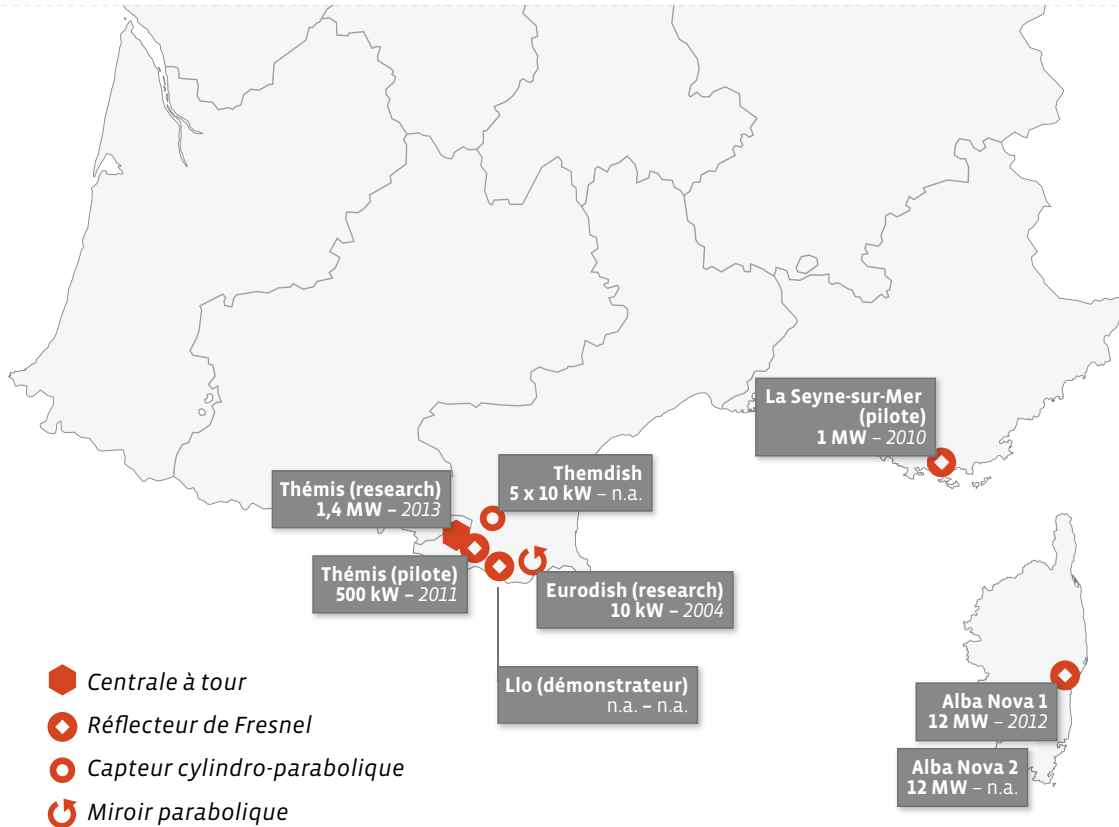 La Seyne-sur-Mer
(pilote)
1 MW – 2010
Themdish
5 x 10 kW – n.a.
Thémis (research)
1,4 MW – 2013
Thémis (pilote)
500 kW – 2011
Eurodish (research)
10 kW – 2004
Llo (démonstrateur)
n.a. – n.a.
Alba Nova 1
12 MW – 2012
Alba Nova 2
12 MW – n.a.
Centrale à tour
Réflecteur de Fresnel
Capteur cylindro-parabolique
Miroir parabolique